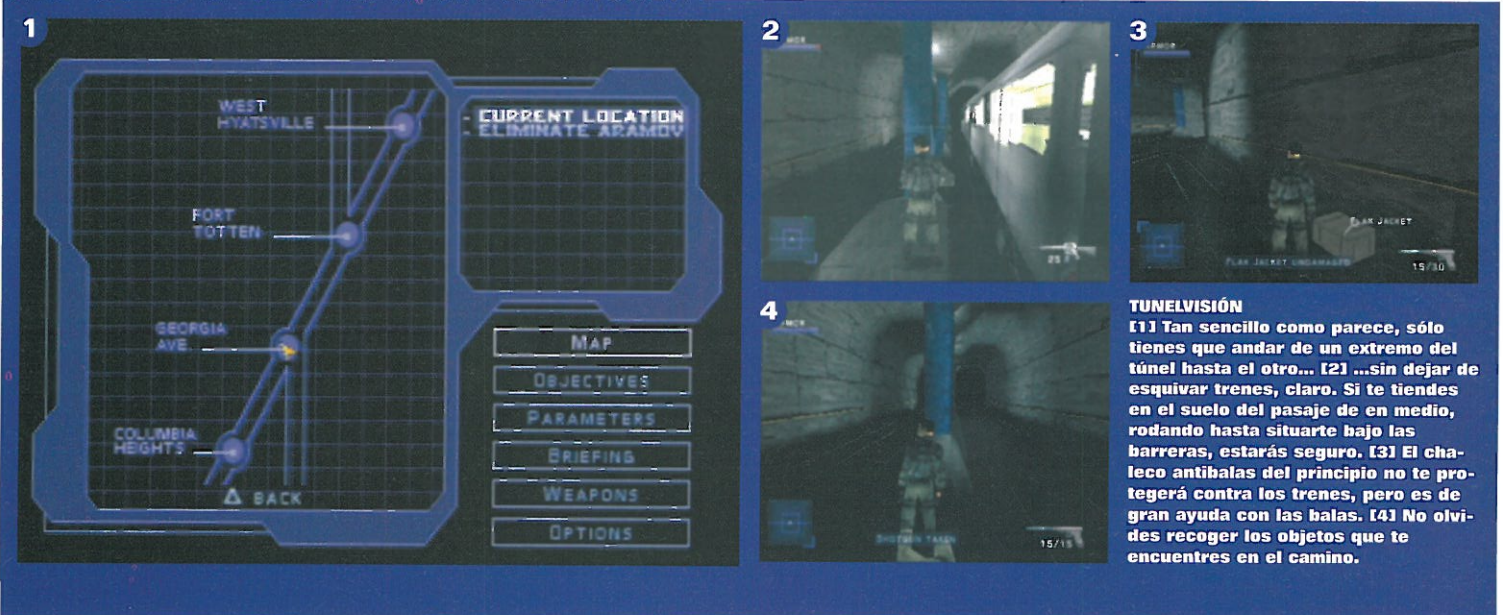 1
WEST
HYATSVILLE
FORT
TOTTEN
GEORGIA
AVE.
COLUMBIA
HEIGHTS
BACK
- CURRENT LOCATION
- ELIMINATE ARAMOV
MAP
OBJECTIVES
PARAMETERS
BRIEFING
WEAPONS
OPTIONS
2
25
3
ARMOR
FLAK JACKET
FLAK JACKET UNDAMAGED
15/30
4
SHOTGUN TAKEN
15/15
TUNELVISIÓN
[1] Tan sencillo como parece, sólo
tienes que andar de un extremo del
túnel hasta el otro... [2] ...sin dejar de
esquivar trenes, claro. Si te tiendes
en el suelo del pasaje de en medio,
rodando hasta situarte bajo las
barreras, estarás seguro. [3] El cha-
leco antibalas del principio no te pro-
tegerá contra los trenes, pero es de
gran ayuda con las balas. [4] No olvi-
des recoger los objetos que te
encuentres en el camino.